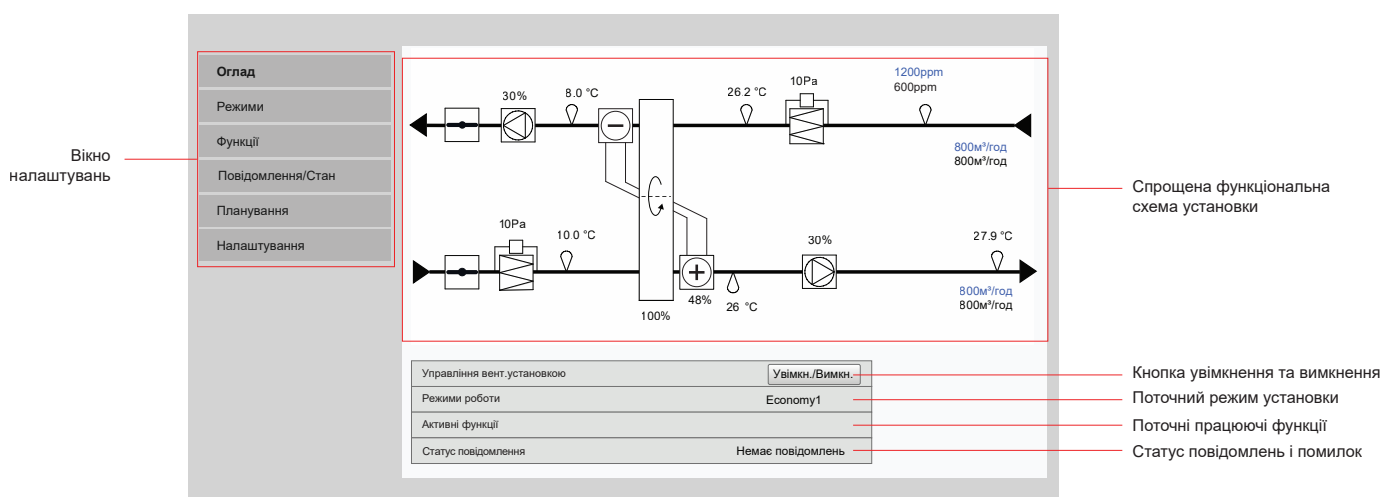 Вікно
налаштувань
Оглад
Режими
Функції
Повідомлення/Стан
Планування
Налаштування
30%
8.0 °C
26.2 °C
10Pa
1200ppm
600ppm
800м³/год
800м³/год
10Pa
10.0 °C
100%
48%
26 °C
30%
27.9 °C
800м³/год
800м³/год
Спрощена функціональна
схема установки
Управління вент.установкою
Увімкн./Вимкн.
Кнопка увімкнення та вимкнення
Режими роботи
Economy1
Поточний режим установки
Активні функції
Поточні працюючі функції
Статус повідомлення
Немає повідомлень
Статус повідомлень і помилок